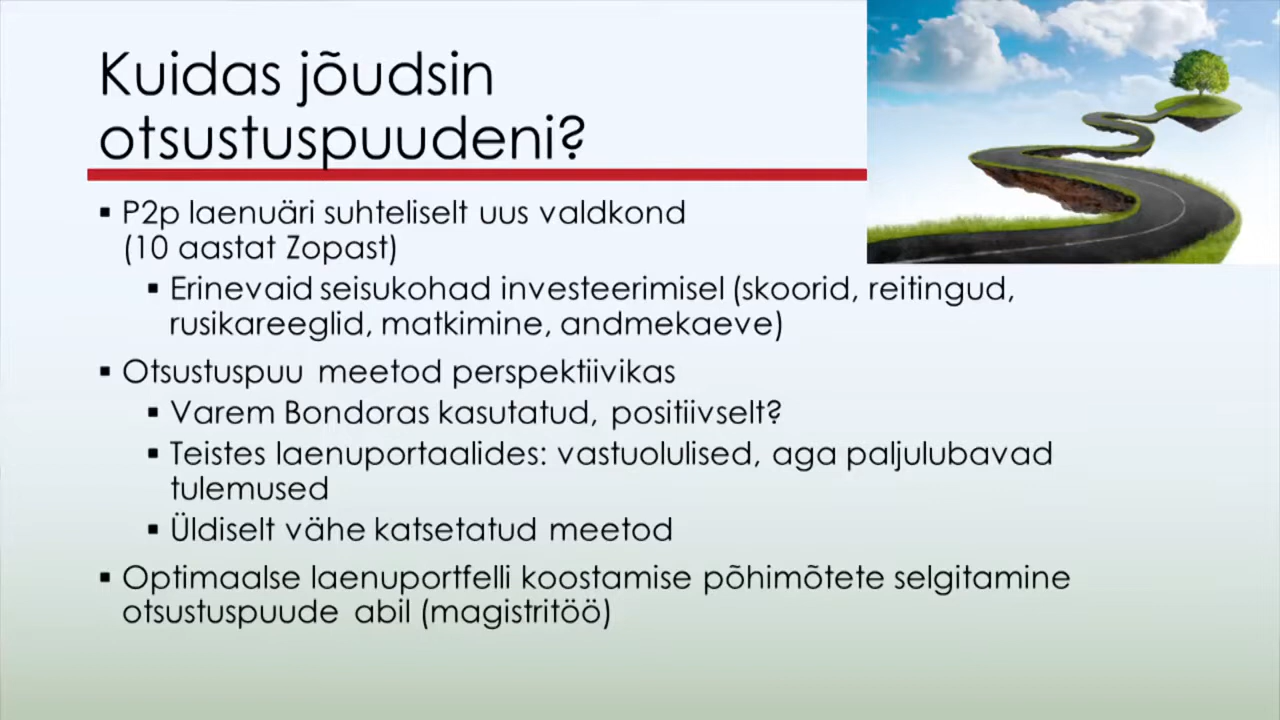 Kuidas jõudsin
otsustuspuudeni?
▪ P2p laenuäri suhteliselt uus valdkond
(10 aastat Zopast)
▪ Erinevaid seisukohad investeerimisel (skoorid, reitingud,
rusikareeglid, matkimine, andmekaeve)
▪ Otsustuspuu meetod perspektiivikas
▪ Varem Bondoras kasutatud, positiivselt?
▪ Teistes laenuportaalides: vastuolulised, aga paljulubavad
tulemused
▪ Üldiselt vähe katsetatud meetod
▪ Optimaalse laenuportfelli koostamise põhimõtete selgitamine
otsustuspuude abil (magistritöö)